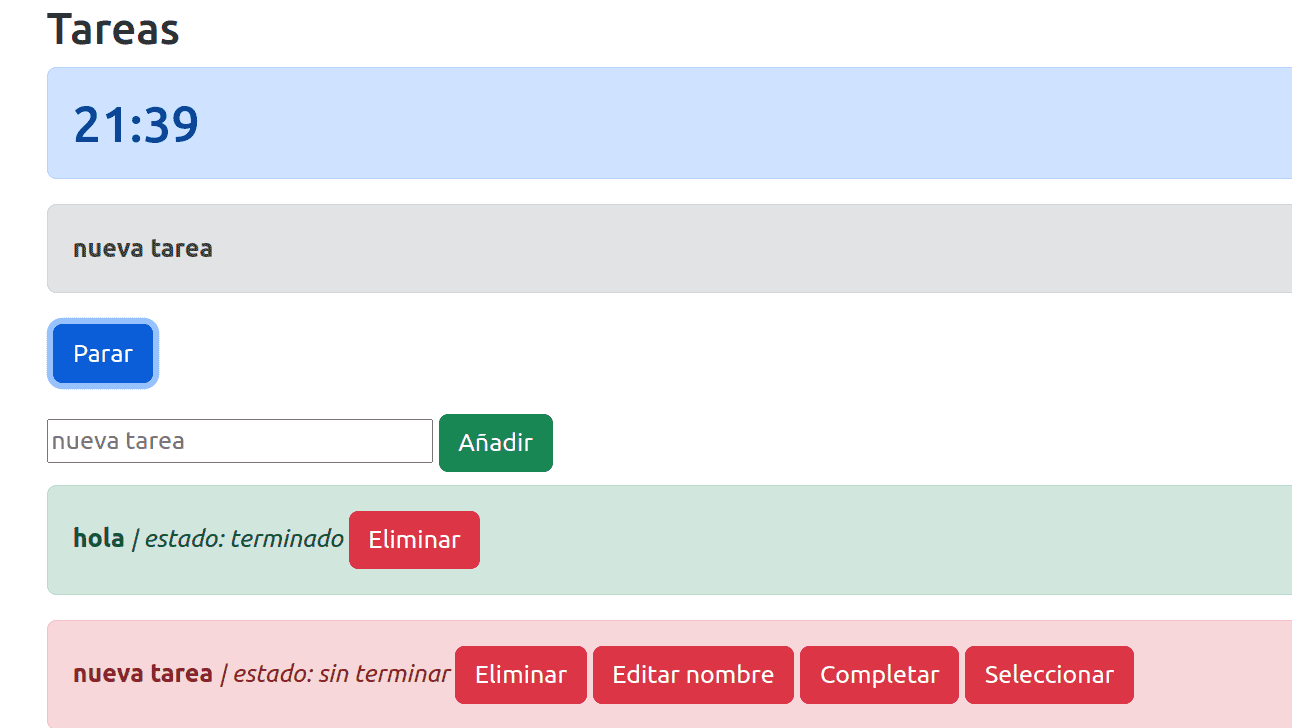 Tareas
21:39
nueva tarea
Parar
nueva tarea Añadir
hola | estado: terminado Eliminar
nueva tarea | estado: sin terminar Eliminar Editar nombre Completar Seleccionar